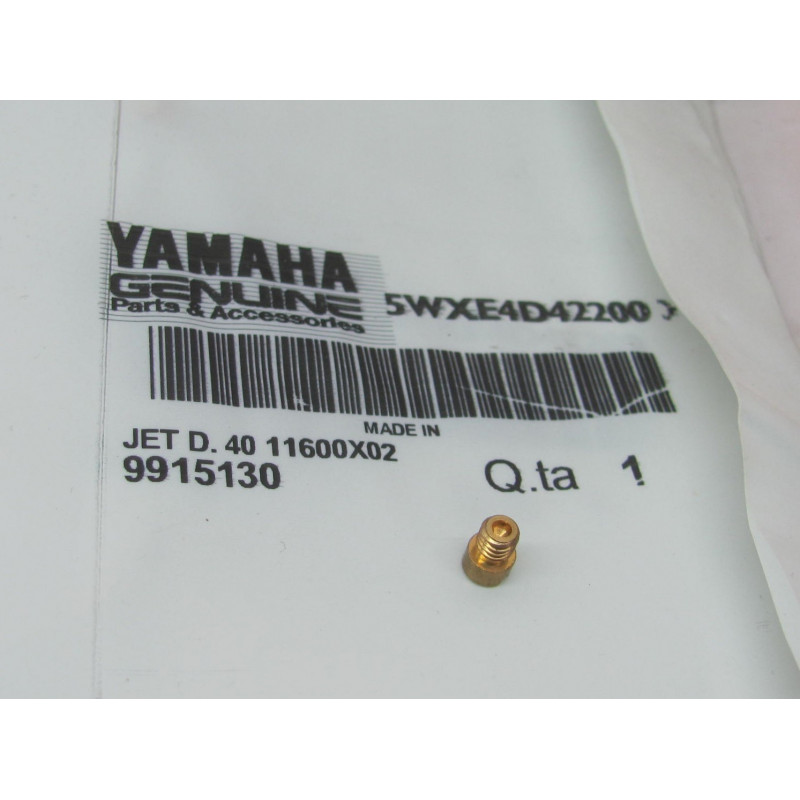 YAMAHA
GENUINE
Parts & Accessories
5WXE4D42200
MADE IN
JET D. 40 11600X02
9915130
Q.ta 1